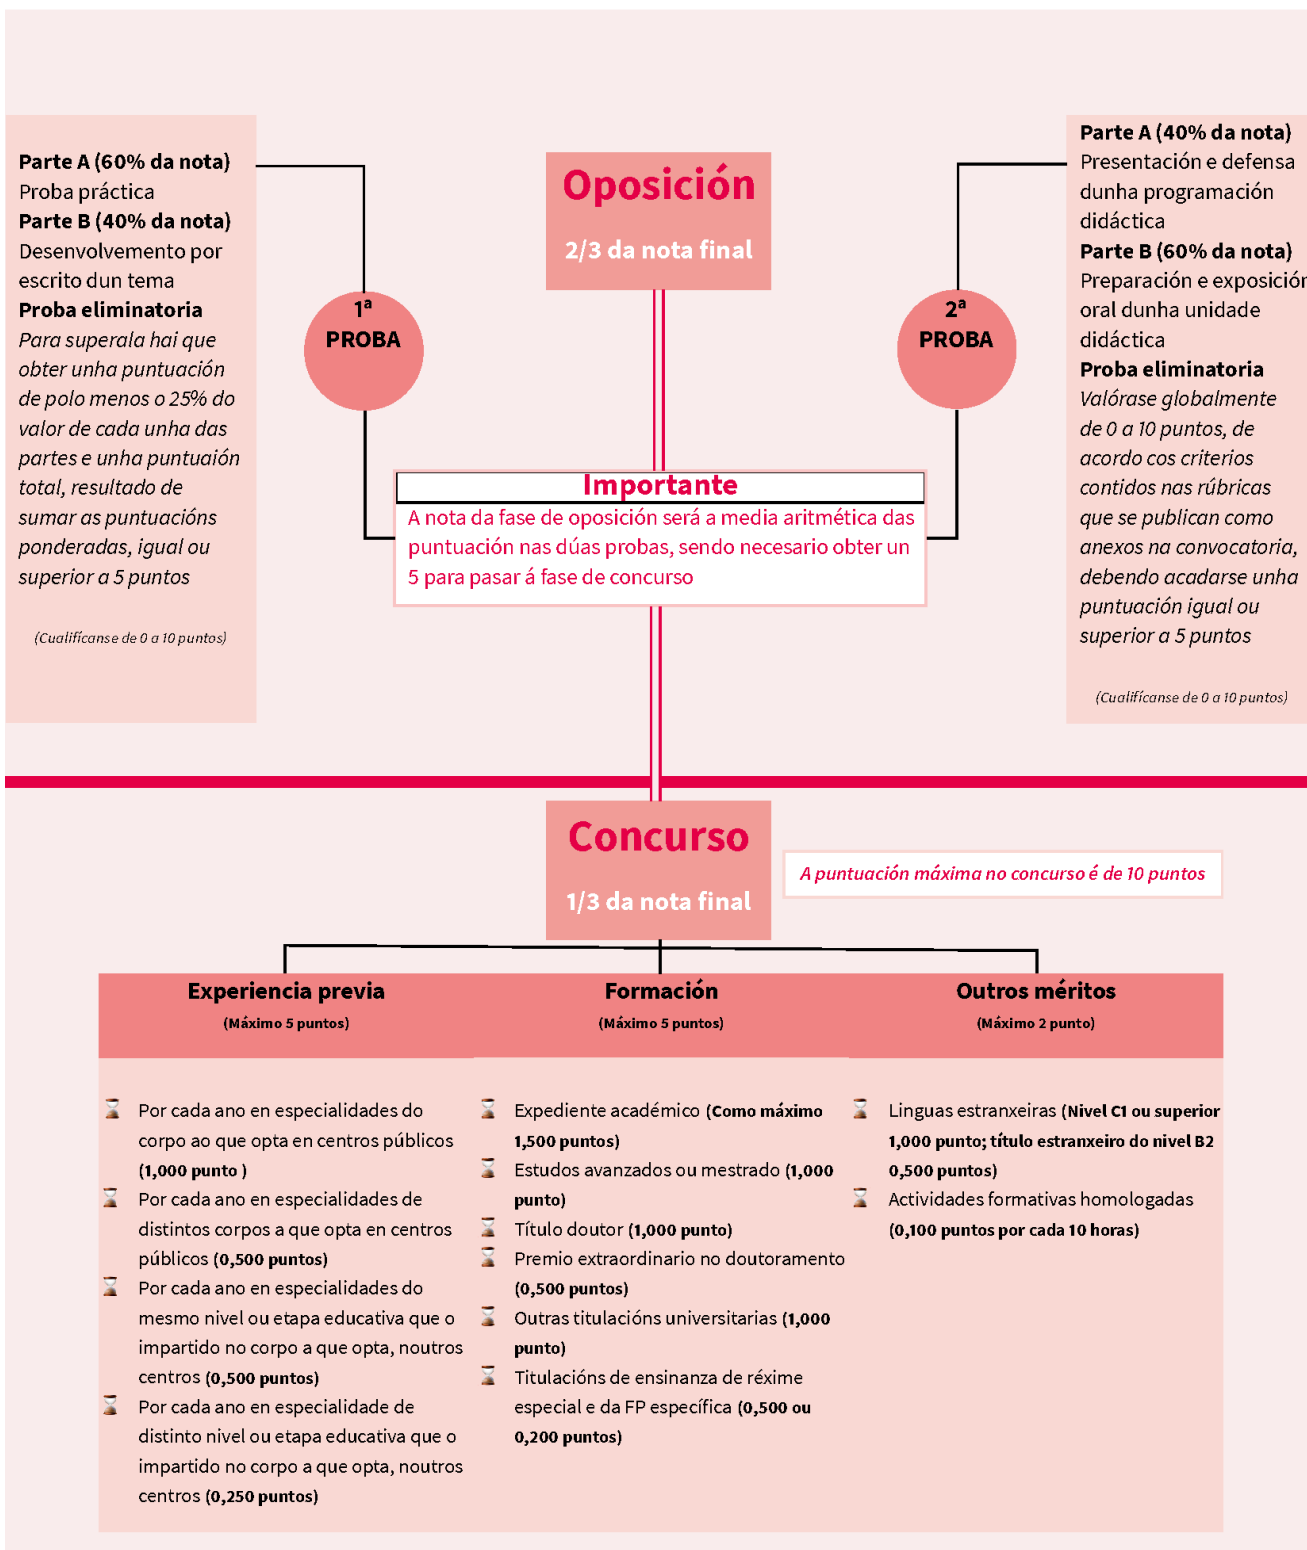 Parte A (60% da nota)
Proba práctica
Parte B (40% da nota)
Desenvolvemento por
escrito dun tema
Proba eliminatoria
Para superala hai que
obter unha puntuación
de polo menos o 25% do
valor de cada unha das
partes e unha puntuaión
total, resultado de
sumar as puntuacións
ponderadas, igual ou
superior a 5 puntos
(Cualifícanse de 0 a 10 puntos)
1ª
PROBA
Oposición
2/3 da nota final
2ª
PROBA
Parte A (40% da nota)
Presentación e defensa
dunha programación
didáctica
Parte B (60% da nota)
Preparación e exposición
oral dunha unidade
didáctica
Proba eliminatoria
Valórase globalmente
de 0 a 10 puntos, de
acordo cos criterios
contidos nas rúbricas
que se publican como
anexos na convocatoria,
debendo acadarse unha
puntuación igual ou
superior a 5 puntos
(Cualifícanse de 0 a 10 puntos)
Importante
A nota da fase de oposición será a media aritmética das
puntuación nas dúas probas, sendo necesario obter un
5 para pasar á fase de concurso
Concurso
1/3 da nota final
A puntuación máxima no concurso é de 10 puntos
Experiencia previa
(Máximo 5 puntos)
Por cada ano en especialidades do
corpo ao que opta en centros públicos
(1,000 punto )
Por cada ano en especialidades de
distintos corpos a que opta en centros
públicos (0,500 puntos)
Por cada ano en especialidades do
mesmo nivel ou etapa educativa que o
impartido no corpo a que opta, noutros
centros (0,500 puntos)
Por cada ano en especialidade de
distinto nivel ou etapa educativa que o
impartido no corpo a que opta, noutros
centros (0,250 puntos)
Formación
(Máximo 5 puntos)
Expediente académico (Como máximo
1,500 puntos)
Estudos avanzados ou mestrado (1,000
punto)
Título doutor (1,000 punto)
Premio extraordinario no doutoramento
(0,500 puntos)
Outras titulacións universitarias (1,000
punto)
Titulacións de ensinanza de réxime
especial e da FP específica (0,500 ou
0,200 puntos)
Outros méritos
(Máximo 2 punto)
Linguas estranxeiras (Nivel C1 ou superior
1,000 punto; título estranxeiro do nivel B2
0,500 puntos)
Actividades formativas homologadas
(0,100 puntos por cada 10 horas)